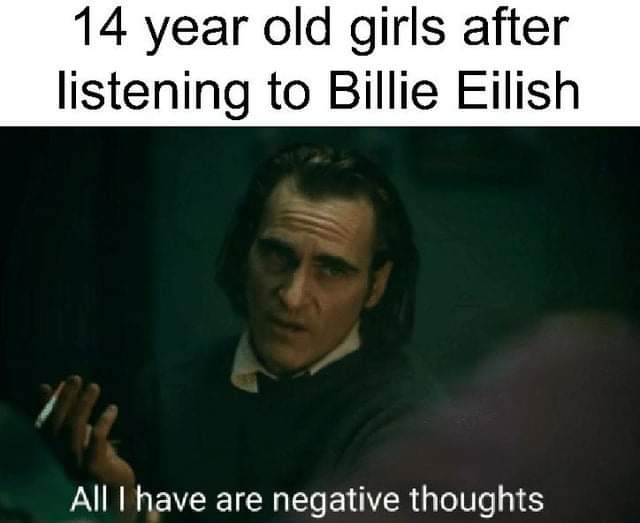 14 year old girls after
listening to Billie Eilish
All I have are negative thoughts